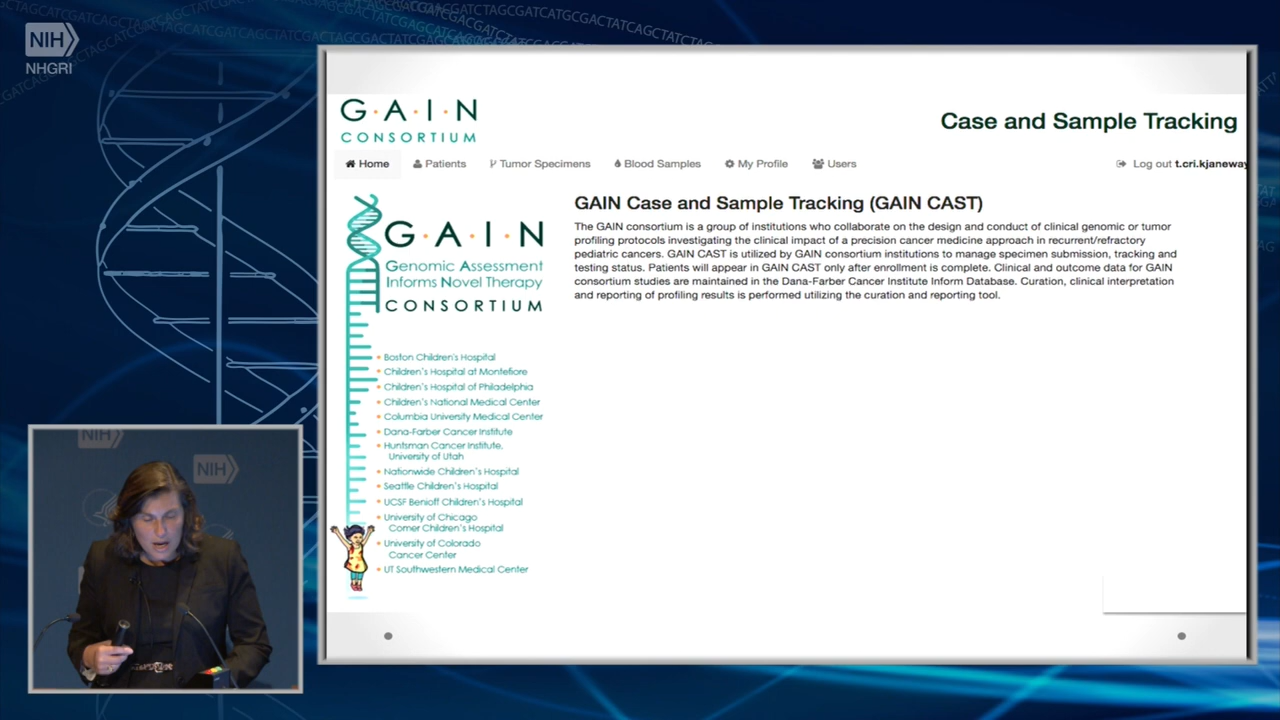 NIH
NHGRI
G·A·I·N
CONSORTIUM
Case and Sample Tracking
Home Patients Tumor Specimens Blood Samples My Profile Users Log out t.cri.kjaneway
G·A·I·N
Genomic Assessment
Informs Novel Therapy
CONSORTIUM
• Boston Children's Hospital
• Children's Hospital at Montefiore
• Children's Hospital of Philadelphia
• Children's National Medical Center
• Columbia University Medical Center
• Dana-Farber Cancer Institute
• Huntsman Cancer Institute,
University of Utah
• Nationwide Children's Hospital
• Seattle Children's Hospital
• UCSF Benioff Children's Hospital
• University of Chicago
Comer Children's Hospital
• University of Colorado
Cancer Center
• UT Southwestern Medical Center
GAIN Case and Sample Tracking (GAIN CAST)
The GAIN consortium is a group of institutions who collaborate on the design and conduct of clinical genomic or tumor
profiling protocols investigating the clinical impact of a precision cancer medicine approach in recurrent/refractory
pediatric cancers. GAIN CAST is utilized by GAIN consortium institutions to manage specimen submission, tracking and
testing status. Patients will appear in GAIN CAST only after enrollment is complete. Clinical and outcome data for GAIN
consortium studies are maintained in the Dana-Farber Cancer Institute Inform Database. Curation, clinical interpretation
and reporting of profiling results is performed utilizing the curation and reporting tool.
NIH
NIH